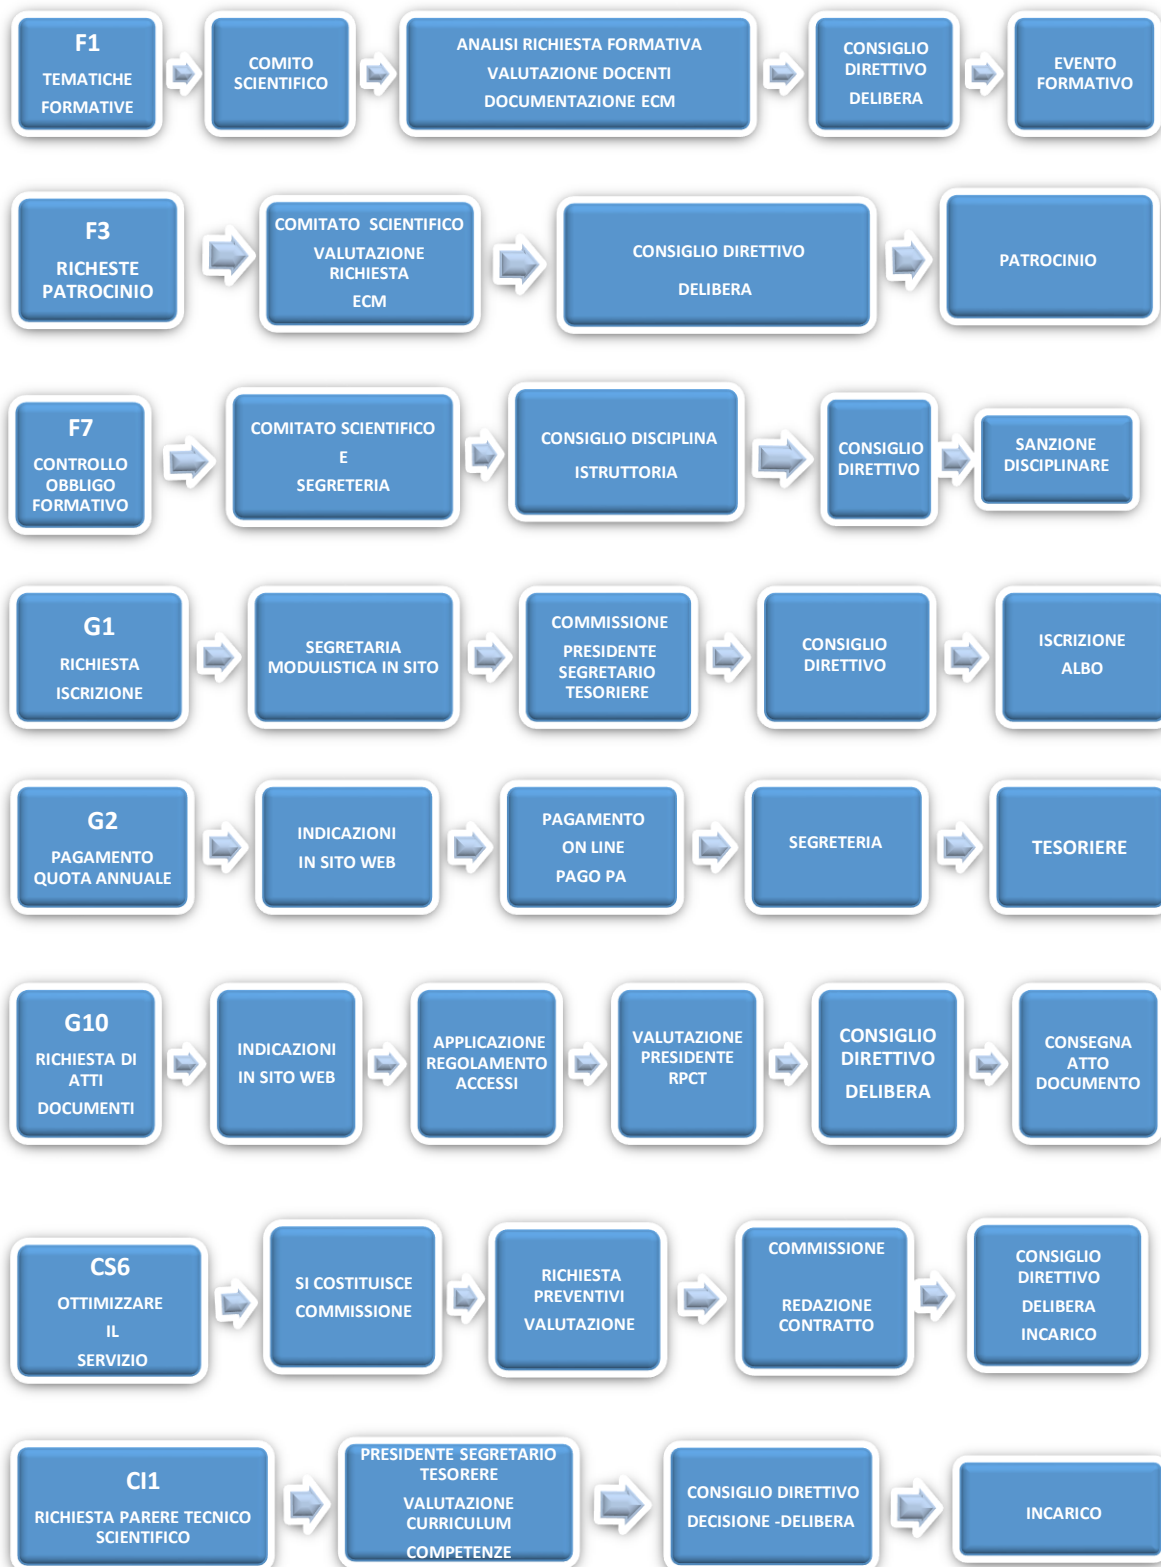 F1
TEMATICHE
FORMATIVE
COMITO
SCIENTIFICO
ANALISI RICHIESTA FORMATIVA
VALUTAZIONE DOCENTI
DOCUMENTAZIONE ECM
CONSIGLIO
DIRETTIVO
DELIBERA
EVENTO
FORMATIVO
F3
RICHESTE
PATROCINIO
COMITATO SCIENTIFICO
VALUTAZIONE
RICHIESTA
ECM
CONSIGLIO DIRETTIVO
DELIBERA
PATROCINIO
F7
CONTROLLO
OBBLIGO
FORMATIVO
COMITATO SCIENTIFICO
E
SEGRETERIA
CONSIGLIO DISCIPLINA
ISTRUTTORIA
CONSIGLIO
DIRETTIVO
SANZIONE
DISCIPLINARE
G1
RICHIESTA
ISCRIZIONE
SEGRETARIA
MODULISTICA IN SITO
COMMISSIONE
PRESIDENTE
SEGRETARIO
TESORIERE
CONSIGLIO
DIRETTIVO
ISCRIZIONE
ALBO
G2
PAGAMENTO
QUOTA ANNUALE
INDICAZIONI
IN SITO WEB
PAGAMENTO
ON LINE
PAGO PA
SEGRETERIA
TESORIERE
G10
RICHIESTA DI
ATTI
DOCUMENTI
INDICAZIONI
IN SITO WEB
APPLICAZIONE
REGOLAMENTO
ACCESSI
VALUTAZIONE
PRESIDENTE
RPCT
CONSIGLIO
DIRETTIVO
DELIBERA
CONSEGNA
ATTO
DOCUMENTO
CS6
OTTIMIZZARE
IL
SERVIZIO
SI COSTITUISCE
COMMISSIONE
RICHIESTA
PREVENTIVI
VALUTAZIONE
COMMISSIONE
REDAZIONE
CONTRATTO
CONSIGLIO
DIRETTIVO
DELIBERA
INCARICO
CI1
RICHIESTA PARERE TECNICO
SCIENTIFICO
PRESIDENTE SEGRETARIO
TESORERE
VALUTAZIONE
CURRICULUM
COMPETENZE
CONSIGLIO DIRETTIVO
DECISIONE -DELIBERA
INCARICO